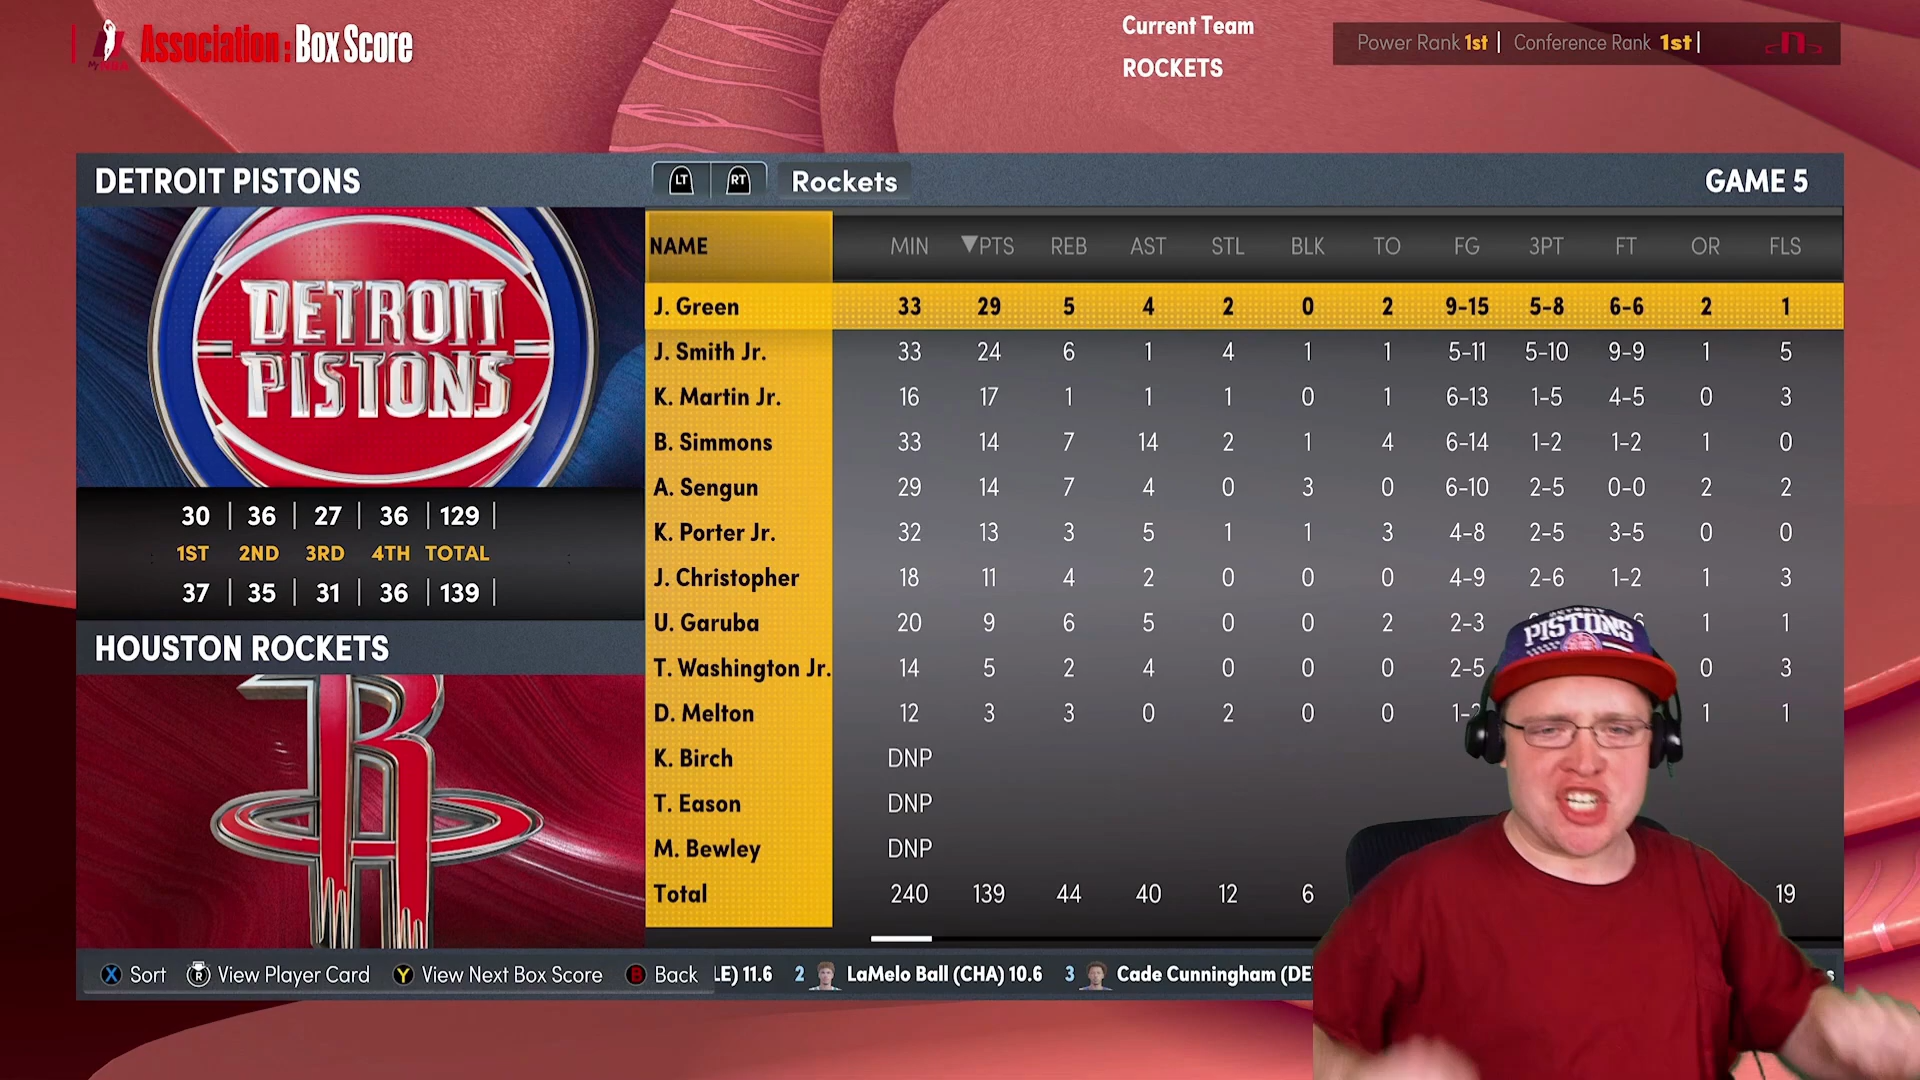 MyNBA
Association : Box Score
Current Team
ROCKETS
Power Rank 1st | Conference Rank 1st |
DETROIT PISTONS
LT RT Rockets
GAME 5
DETROIT
PISTONS
30 | 36 | 27 | 36 | 129 |
1ST 2ND 3RD 4TH TOTAL
37 | 35 | 31 | 36 | 139 |
HOUSTON ROCKETS
R
NAME MIN ▼PTS REB AST STL BLK TO FG 3PT FT OR FLS
J. Green 33 29 5 4 2 0 2 9-15 5-8 6-6 2 1
J. Smith Jr. 33 24 6 1 4 1 1 5-11 5-10 9-9 1 5
K. Martin Jr. 16 17 1 1 1 0 1 6-13 1-5 4-5 0 3
B. Simmons 33 14 7 14 2 1 4 6-14 1-2 1-2 1 0
A. Sengun 29 14 7 4 0 3 0 6-10 2-5 0-0 2 2
K. Porter Jr. 32 13 3 5 1 1 3 4-8 2-5 3-5 0 0
J. Christopher 18 11 4 2 0 0 0 4-9 2-6 1-2 1 3
U. Garuba 20 9 6 5 0 0 2 2-3 1 1
T. Washington Jr. 14 5 2 4 0 0 0 2-5 0 3
D. Melton 12 3 3 0 2 0 0 1 1
K. Birch DNP
T. Eason DNP
M. Bewley DNP
Total 240 139 44 40 12 6 19
PISTONS
X Sort R View Player Card Y View Next Box Score B Back LE) 11.6 2 LaMelo Ball (CHA) 10.6 3 Cade Cunningham (DE